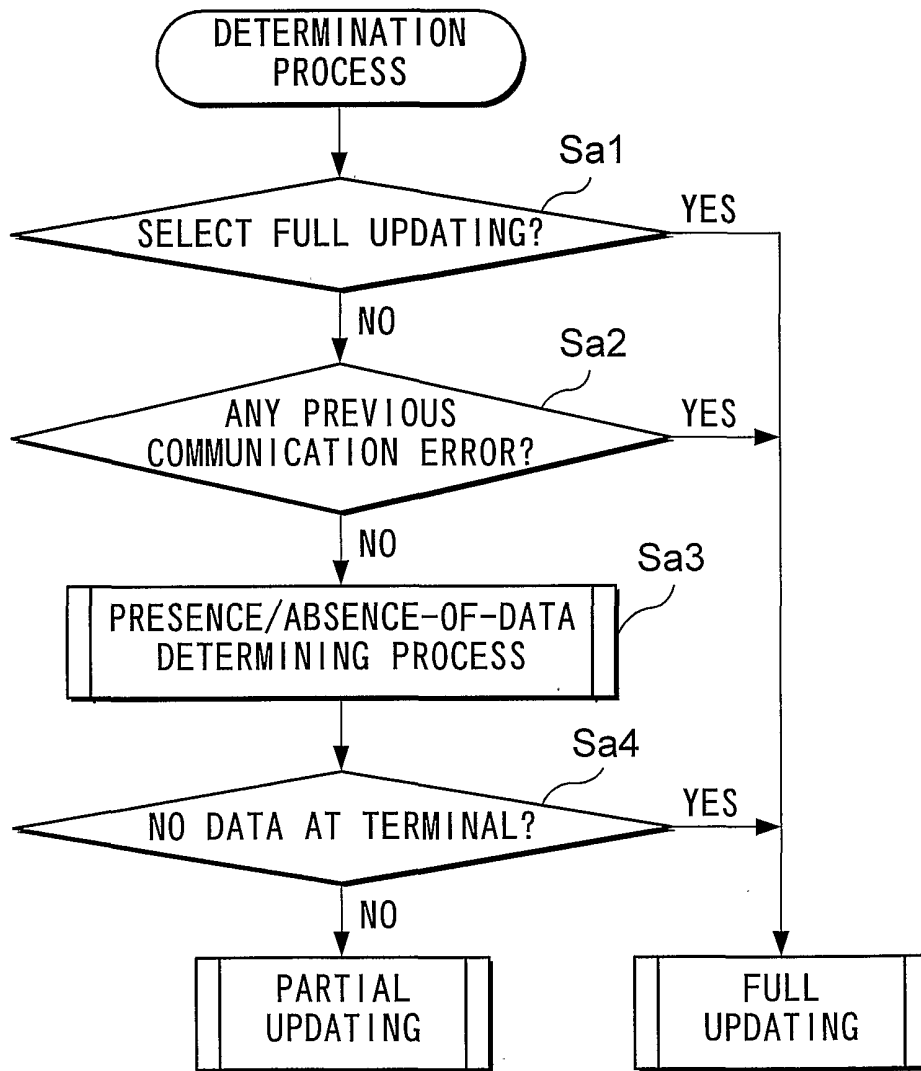 DETERMINATION
PROCESS
Sa1
SELECT FULL UPDATING?
YES
NO
Sa2
ANY PREVIOUS
COMMUNICATION ERROR?
YES
NO
Sa3
PRESENCE/ABSENCE-OF-DATA
DETERMINING PROCESS
Sa4
NO DATA AT TERMINAL?
YES
NO
PARTIAL
UPDATING
FULL
UPDATING